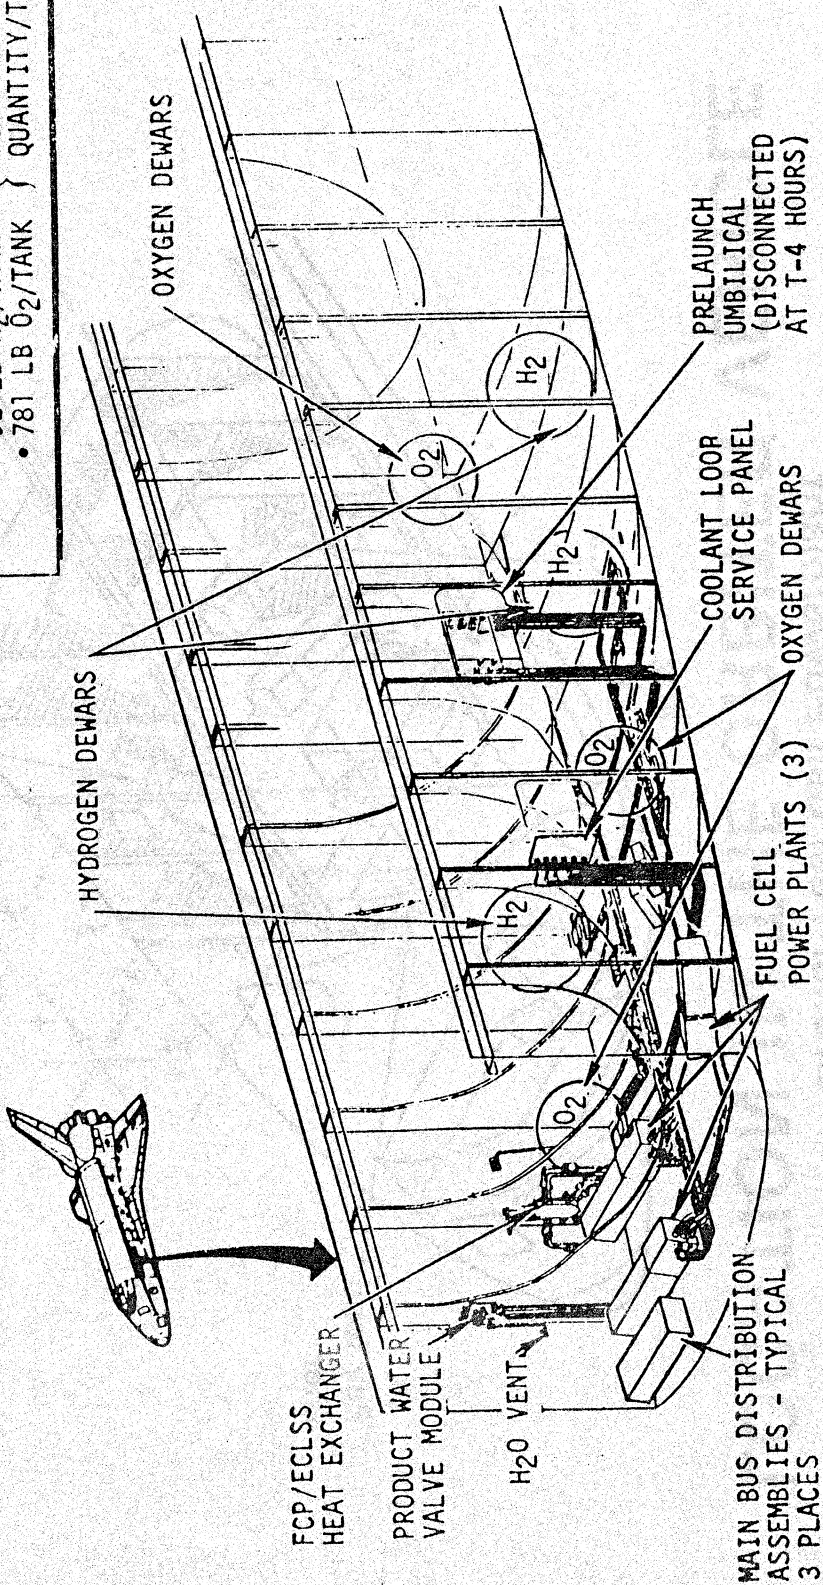 • 781 LB O2/TANK } QUANTITY/T
OXYGEN DEWARS
HYDROGEN DEWARS
O2
H2
H2
O2
H2
O2
PRELAUNCH
UMBILICAL
(DISCONNECTED
AT T-4 HOURS)
COOLANT LOOP
SERVICE PANEL
OXYGEN DEWARS
FUEL CELL
POWER PLANTS (3)
FCP/ECLSS
HEAT EXCHANGER
PRODUCT WATER
VALVE MODULE
H2O VENT
MAIN BUS DISTRIBUTION
ASSEMBLIES - TYPICAL
3 PLACES